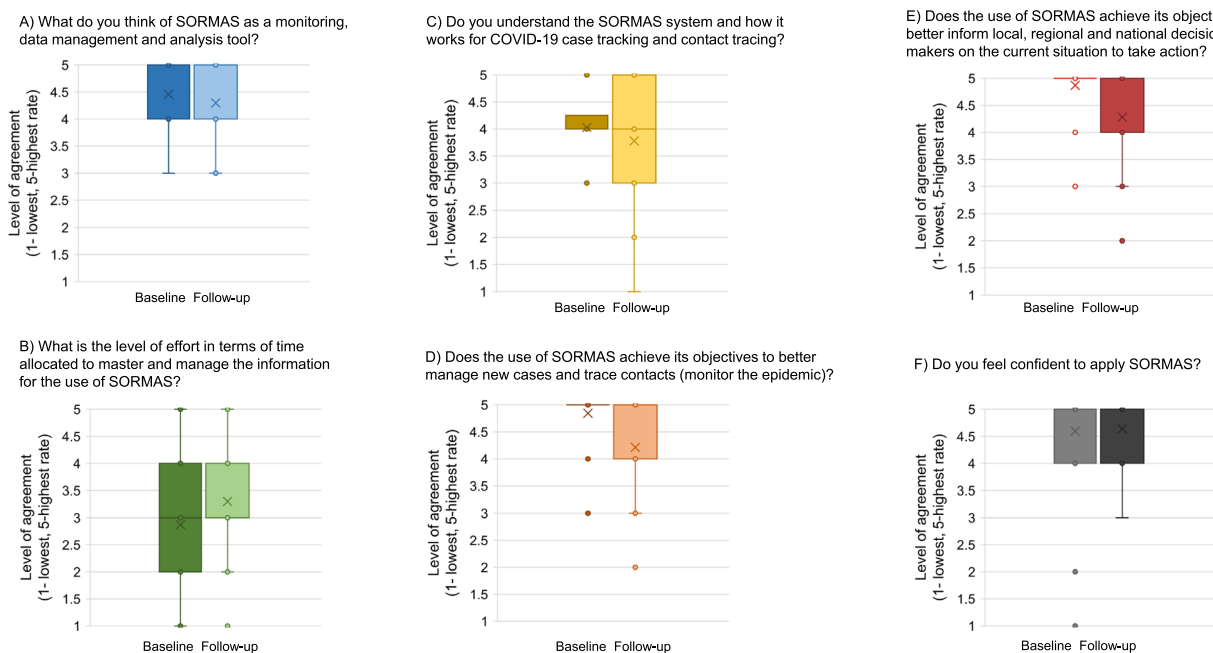 A) What do you think of SORMAS as a monitoring,
data management and analysis tool?
Level of agreement
(1- lowest, 5-highest rate)
5
4.5
4
3.5
3
2.5
2
1.5
1
Baseline Follow-up
B) What is the level of effort in terms of time
allocated to master and manage the information
for the use of SORMAS?
Level of agreement
(1- lowest, 5-highest rate)
5
4.5
4
3.5
3
2.5
2
1.5
1
Baseline Follow-up
C) Do you understand the SORMAS system and how it
works for COVID-19 case tracking and contact tracing?
Level of agreement
(1- lowest, 5-highest rate)
5
4.5
4
3.5
3
2.5
2
1.5
1
Baseline Follow-up
D) Does the use of SORMAS achieve its objectives to better
manage new cases and trace contacts (monitor the epidemic)?
Level of agreement
(1- lowest, 5-highest rate)
5
4.5
4
3.5
3
2.5
2
1.5
1
Baseline Follow-up
E) Does the use of SORMAS achieve its object
better inform local, regional and national decisio
makers on the current situation to take action?
Level of agreement
(1- lowest, 5-highest rate)
5
4.5
4
3.5
3
2.5
2
1.5
1
Baseline Follow-up
F) Do you feel confident to apply SORMAS?
Level of agreement
(1- lowest, 5-highest rate)
5
4.5
4
3.5
3
2.5
2
1.5
1
Baseline Follow-up